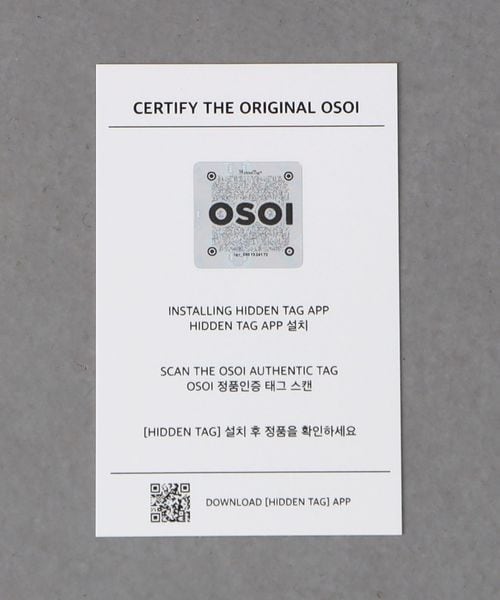 CERTIFY THE ORIGINAL OSOI
OSOI
INSTALLING HIDDEN TAG APP
HIDDEN TAG APP 설치
SCAN THE OSOI AUTHENTIC TAG
OSOI 정품인증 태그 스캔
[HIDDEN TAG] 설치 후 정품을 확인하세요
DOWNLOAD [HIDDEN TAG] APP